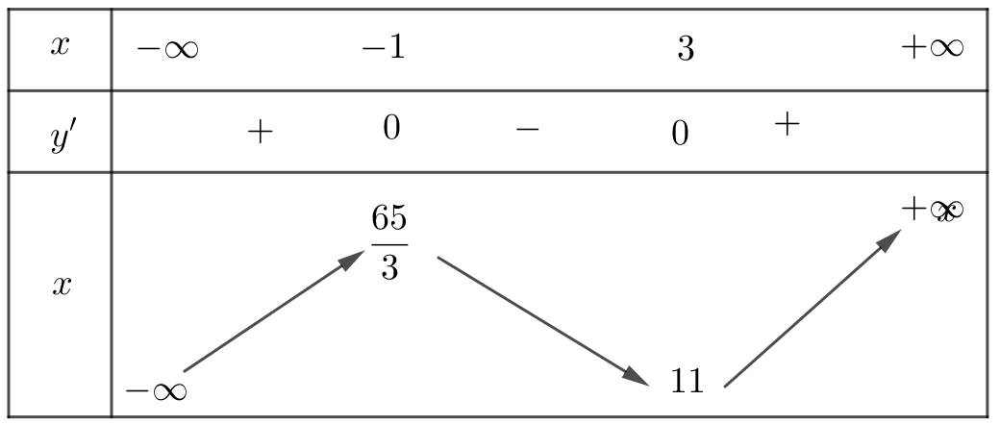 x −∞ −1 3 +∞
y′ + 0 − 0 +
x −∞ 65/3 11 +∞ x